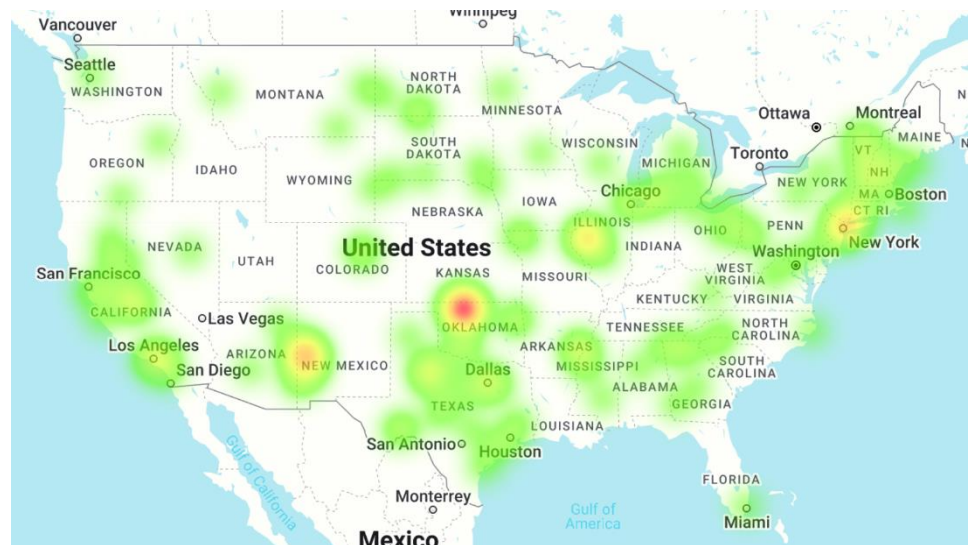 Winnipeg
Vancouver
Seattle
WASHINGTON
MONTANA
NORTH
DAKOTA
MINNESOTA
Ottawa
Montreal
MAINE
OREGON
IDAHO
WYOMING
SOUTH
DAKOTA
WISCONSIN
MICHIGAN
Toronto
VT
NH
NEW YORK
MA
Boston
CT RI
NEBRASKA
IOWA
Chicago
ILLINOIS
INDIANA
OHIO
PENN
New York
NEVADA
UTAH
COLORADO
United States
KANSAS
MISSOURI
WEST
VIRGINIA
Washington
San Francisco
CALIFORNIA
Las Vegas
OKLAHOMA
KENTUCKY
VIRGINIA
TENNESSEE
NORTH
CAROLINA
Los Angeles
San Diego
ARIZONA
NEW MEXICO
ARKANSAS
MISSISSIPPI
SOUTH
CAROLINA
Dallas
TEXAS
ALABAMA
GEORGIA
LOUISIANA
San Antonio
Houston
Gulf of California
Monterrey
FLORIDA
Miami
Gulf of
America
Mexico